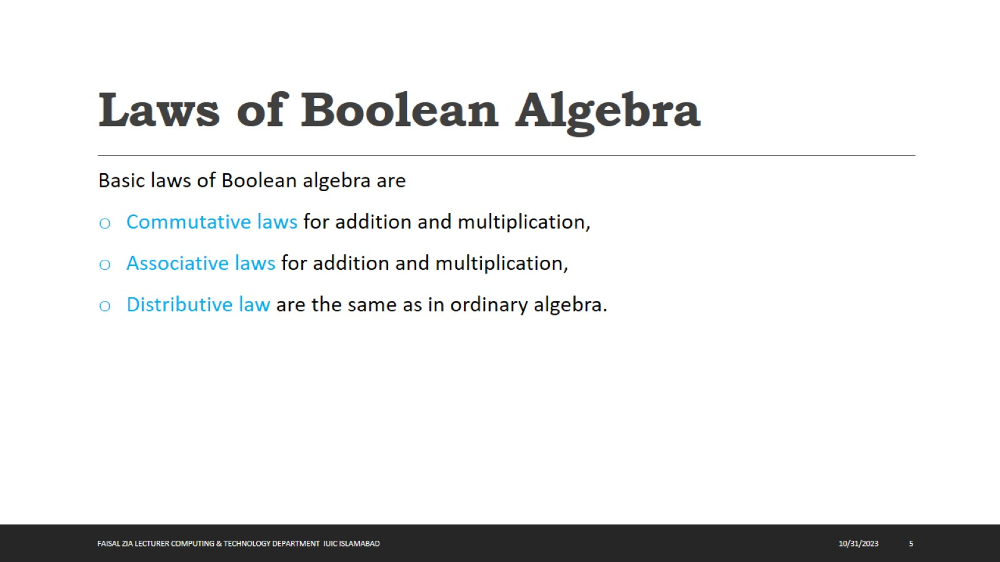 Laws of Boolean Algebra
Basic laws of Boolean algebra are
o Commutative laws for addition and multiplication,
o Associative laws for addition and multiplication,
o Distributive law are the same as in ordinary algebra.
FAISAL ZIA LECTURER COMPUTING & TECHNOLOGY DEPARTMENT IUIC ISLAMABAD 10/31/2023 5